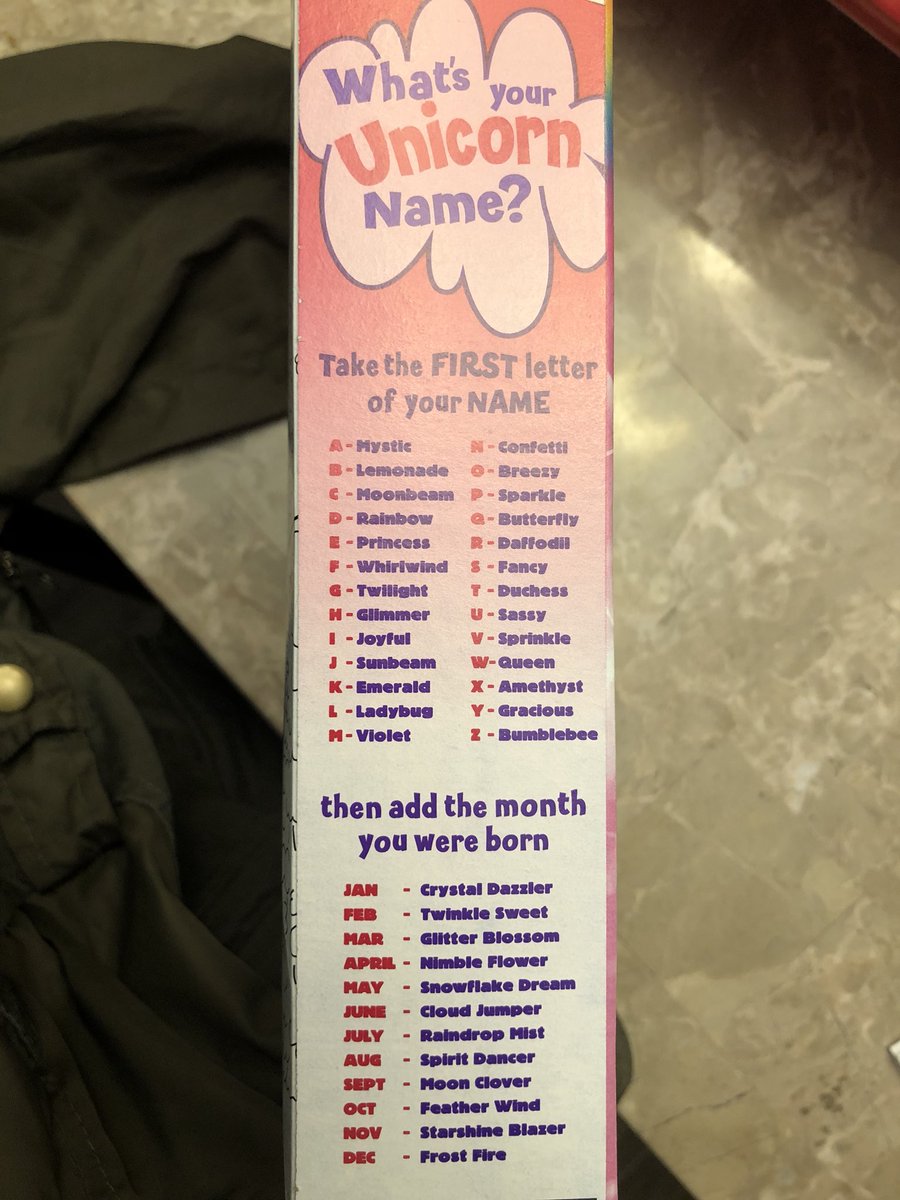 What's your
Unicorn
Name?
Take the FIRST letter
of your NAME
A - Mystic
B - Lemonade
C - Moonbeam
D - Rainbow
E - Princess
F - Whirlwind
G - Twilight
H - Glimmer
I - Joyful
J - Sunbeam
K - Emerald
L - Ladybug
M - Violet
N - Confetti
O - Breezy
P - Sparkle
Q - Butterfly
R - Daffodil
S - Fancy
T - Duchess
U - Sassy
V - Sprinkle
W - Queen
X - Amethyst
Y - Gracious
Z - Bumblebee
then add the month
you were born
JAN - Crystal Dazzler
FEB - Twinkle Sweet
MAR - Glitter Blossom
APRIL - Nimble Flower
MAY - Snowflake Dream
JUNE - Cloud Jumper
JULY - Raindrop Mist
AUG - Spirit Dancer
SEPT - Moon Clover
OCT - Feather Wind
NOV - Starshine Blazer
DEC - Frost Fire